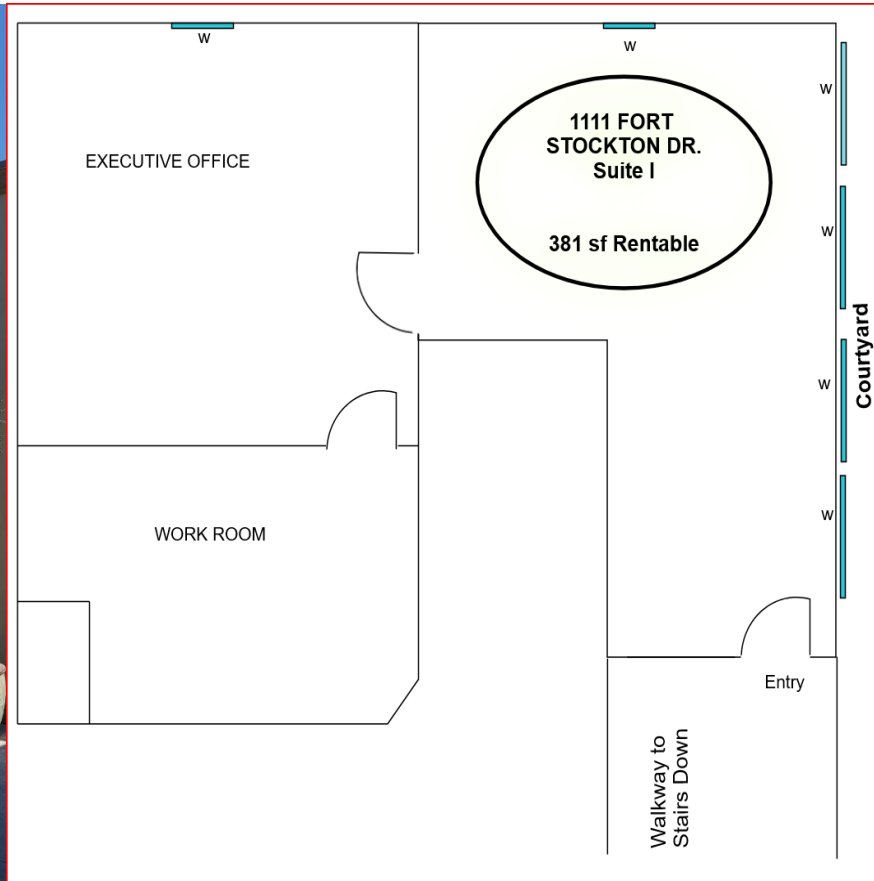 W
W
W
1111 FORT
STOCKTON DR.
Suite I
EXECUTIVE OFFICE
W
381 sf Rentable
Courtyard
W
W
WORK ROOM
Entry
Walkway to
Stairs Down